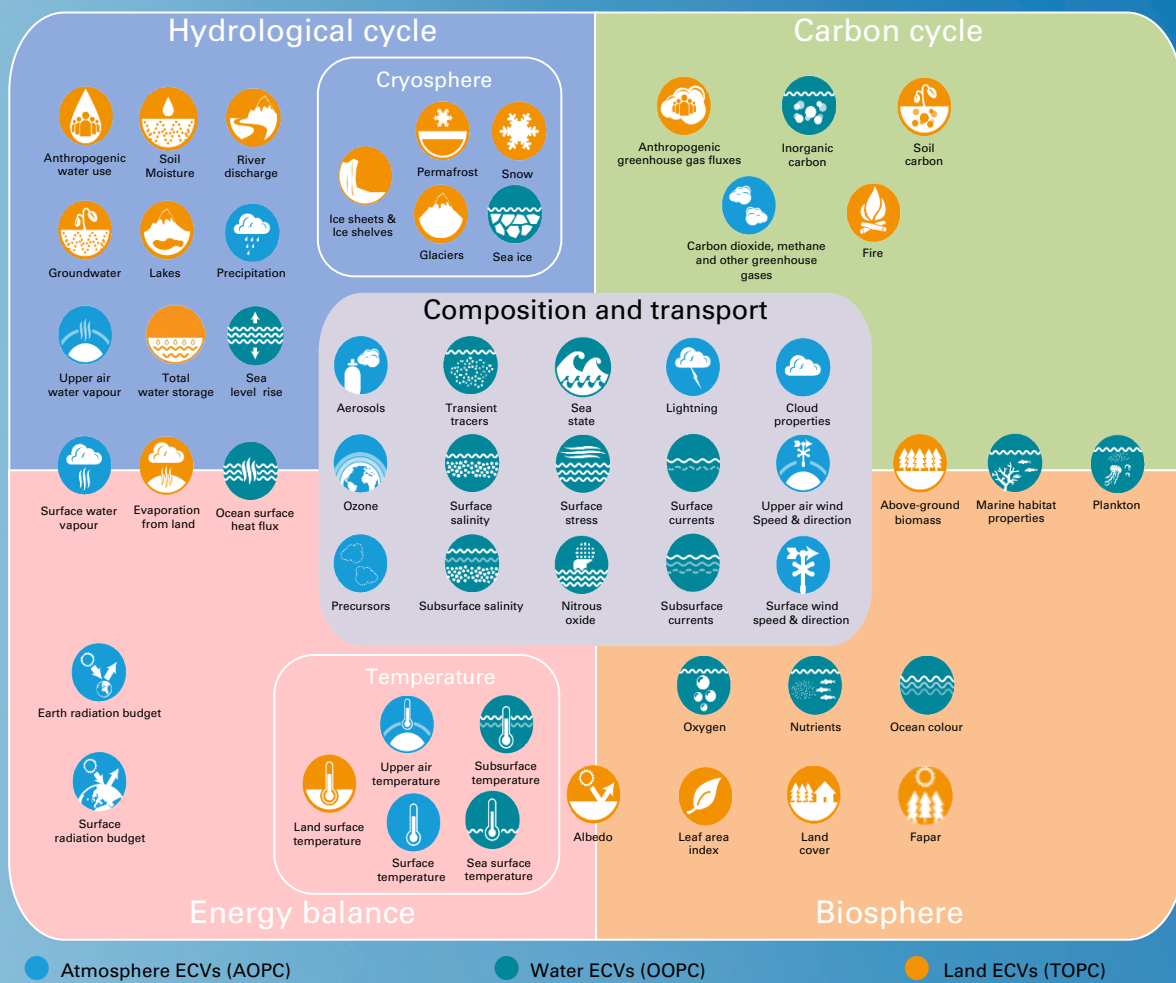 Hydrological cycle
Carbon cycle
Cryosphere
Anthropogenic
water use
Soil
Moisture
River
discharge
Permafrost
Snow
Ice sheets &
Ice shelves
Glaciers
Sea ice
Groundwater
Lakes
Precipitation
Upper air
water vapour
Total
water storage
Sea
level rise
Anthropogenic
greenhouse gas fluxes
Inorganic
carbon
Soil
carbon
Carbon dioxide, methane
and other greenhouse
gases
Fire
Composition and transport
Aerosols
Transient
tracers
Sea
state
Lightning
Cloud
properties
Ozone
Surface
salinity
Surface
stress
Surface
currents
Upper air wind
Speed & direction
Precursors
Subsurface salinity
Nitrous
oxide
Subsurface
currents
Surface wind
speed & direction
Surface water
vapour
Evaporation
from land
Ocean surface
heat flux
Above-ground
biomass
Marine habitat
properties
Plankton
Earth radiation budget
Surface
radiation budget
Temperature
Upper air
temperature
Subsurface
temperature
Land surface
temperature
Surface
temperature
Sea surface
temperature
Albedo
Oxygen
Nutrients
Ocean colour
Leaf area
index
Land
cover
Fapar
Energy balance
Biosphere
Atmosphere ECVs (AOPC)
Water ECVs (OOPC)
Land ECVs (TOPC)